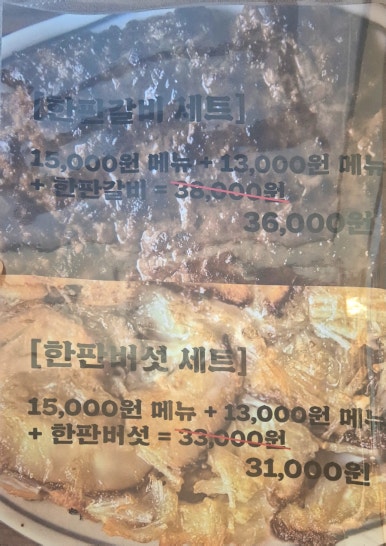 [한판갈비 세트]
15,000원 메뉴 + 13,000원 메뉴
+ 한판갈비 = 38,000원
36,000원
[한판버섯 세트]
15,000원 메뉴 + 13,000원 메뉴
+ 한판버섯 = 33,000원
31,000원